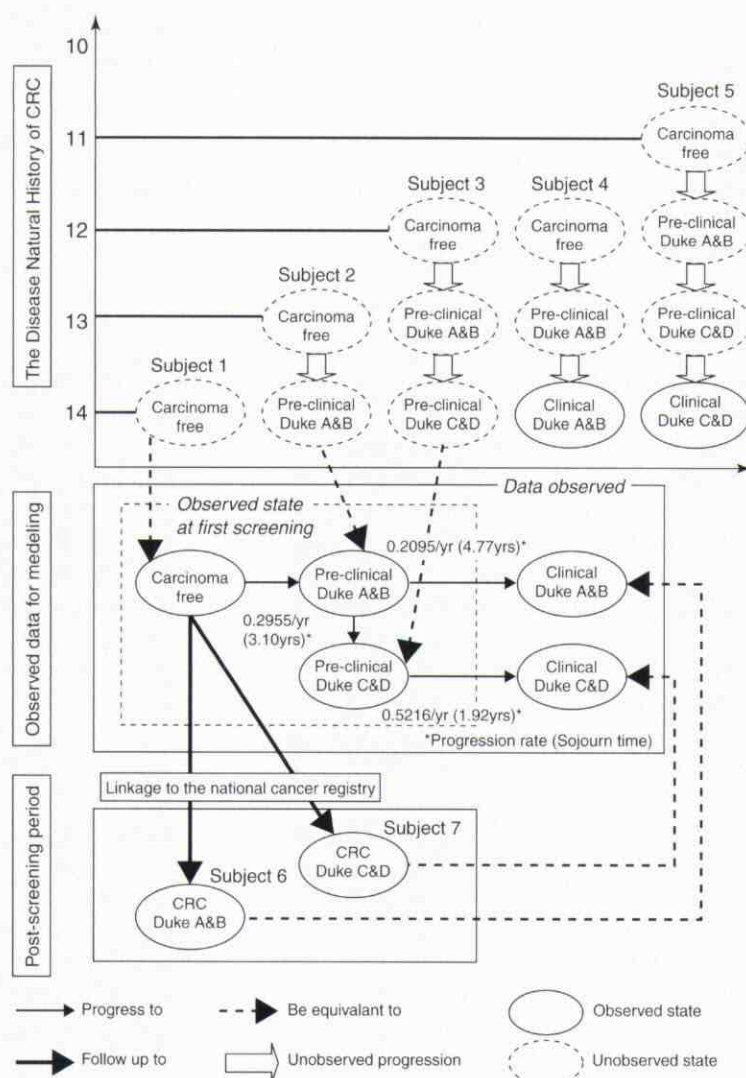 The Disease Natural History of CRC
10
11
12
13
14
Subject 5
Carcinoma
free
Pre-clinical
Duke A&B
Pre-clinical
Duke C&D
Clinical
Duke C&D
Subject 3
Carcinoma
free
Pre-clinical
Duke A&B
Pre-clinical
Duke C&D
Subject 4
Carcinoma
free
Pre-clinical
Duke A&B
Clinical
Duke A&B
Subject 2
Carcinoma
free
Pre-clinical
Duke A&B
Subject 1
Carcinoma
free
Observed data for medeling
Data observed
Observed state
at first screening
0.2095/yr (4.77yrs)*
Carcinoma
free
Pre-clinical
Duke A&B
Clinical
Duke A&B
0.2955/yr
(3.10yrs)*
Pre-clinical
Duke C&D
Clinical
Duke C&D
0.5216/yr (1.92yrs)*
*Progression rate (Sojourn time)
Post-screening period
Linkage to the national cancer registry
Subject 7
CRC
Duke C&D
Subject 6
CRC
Duke A&B
Progress to
Be equivalant to
Observed state
Follow up to
Unobserved progression
Unobserved state